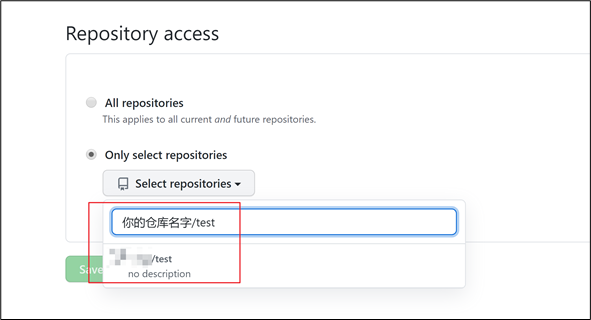 Repository access
All repositories
This applies to all current and future repositories.
Only select repositories
Select repositories
你的仓库名字/test
/test
no description
Save